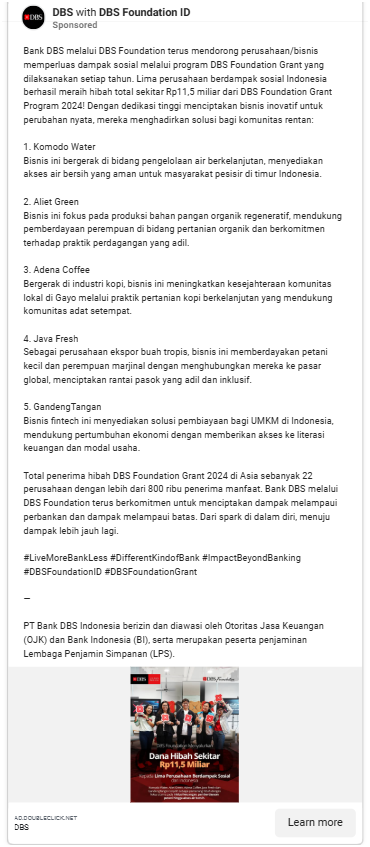 DBS
DBS with DBS Foundation ID
Sponsored
Bank DBS melalui DBS Foundation terus mendorong perusahaan/bisnis
memperluas dampak sosial melalui program DBS Foundation Grant yang
dilaksanakan setiap tahun. Lima perusahaan berdampak sosial Indonesia
berhasil meraih hibah total sekitar Rp11,5 miliar dari DBS Foundation Grant
Program 2024! Dengan dedikasi tinggi menciptakan bisnis inovatif untuk
perubahan nyata, mereka menghadirkan solusi bagi komunitas rentan:
1. Komodo Water
Bisnis ini bergerak di bidang pengelolaan air berkelanjutan, menyediakan
akses air bersih yang aman untuk masyarakat pesisir di timur Indonesia.
2. Aliet Green
Bisnis ini fokus pada produksi bahan pangan organik regeneratif, mendukung
pemberdayaan perempuan di bidang pertanian organik dan berkomitmen
terhadap praktik perdagangan yang adil.
3. Adena Coffee
Bergerak di industri kopi, bisnis ini meningkatkan kesejahteraan komunitas
lokal di Gayo melalui praktik pertanian kopi berkelanjutan yang mendukung
komunitas adat setempat.
4. Java Fresh
Sebagai perusahaan ekspor buah tropis, bisnis ini memberdayakan petani
kecil dan perempuan marjinal dengan menghubungkan mereka ke pasar
global, menciptakan rantai pasok yang adil dan inklusif.
5. GandengTangan
Bisnis fintech ini menyediakan solusi pembiayaan bagi UMKM di Indonesia,
mendukung pertumbuhan ekonomi dengan memberikan akses ke literasi
keuangan dan modal usaha.
Total penerima hibah DBS Foundation Grant 2024 di Asia sebanyak 22
perusahaan dengan lebih dari 800 ribu penerima manfaat. Bank DBS melalui
DBS Foundation terus berkomitmen untuk menciptakan dampak melampaui
perbankan dan dampak melampaui batas. Dari spark di dalam diri, menuju
dampak lebih jauh lagi.
#LiveMoreBankLess #DifferentKindofBank #ImpactBeyondBanking
#DBSFoundationID #DBSFoundationGrant
—
PT Bank DBS Indonesia berizin dan diawasi oleh Otoritas Jasa Keuangan
(OJK) dan Bank Indonesia (BI), serta merupakan peserta penjaminan
Lembaga Penjamin Simpanan (LPS).
DBS
DBS Foundation
DBS Foundation Menyalurkan
Dana Hibah Sekitar
Rp11,5 Miliar
kepada Lima Perusahaan Berdampak Sosial
dari Indonesia
AD.DOUBLECLICK.NET
DBS
Learn more